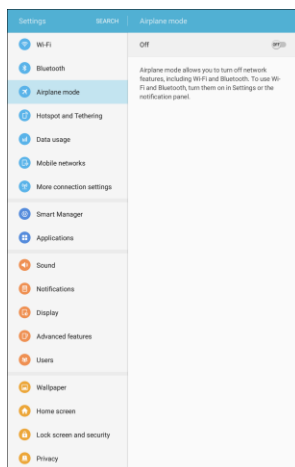 Settings
SEARCH
Airplane mode
Wi-Fi
Bluetooth
Airplane mode
Hotspot and Tethering
Data usage
Mobile networks
More connection settings
Smart Manager
Applications
Sound
Notifications
Display
Advanced features
Users
Wallpaper
Home screen
Lock screen and security
Privacy
Off
OFF
Airplane mode allows you to turn off network
features, including Wi-Fi and Bluetooth. To use Wi-
Fi and Bluetooth, turn them on in Settings or the
notification panel.